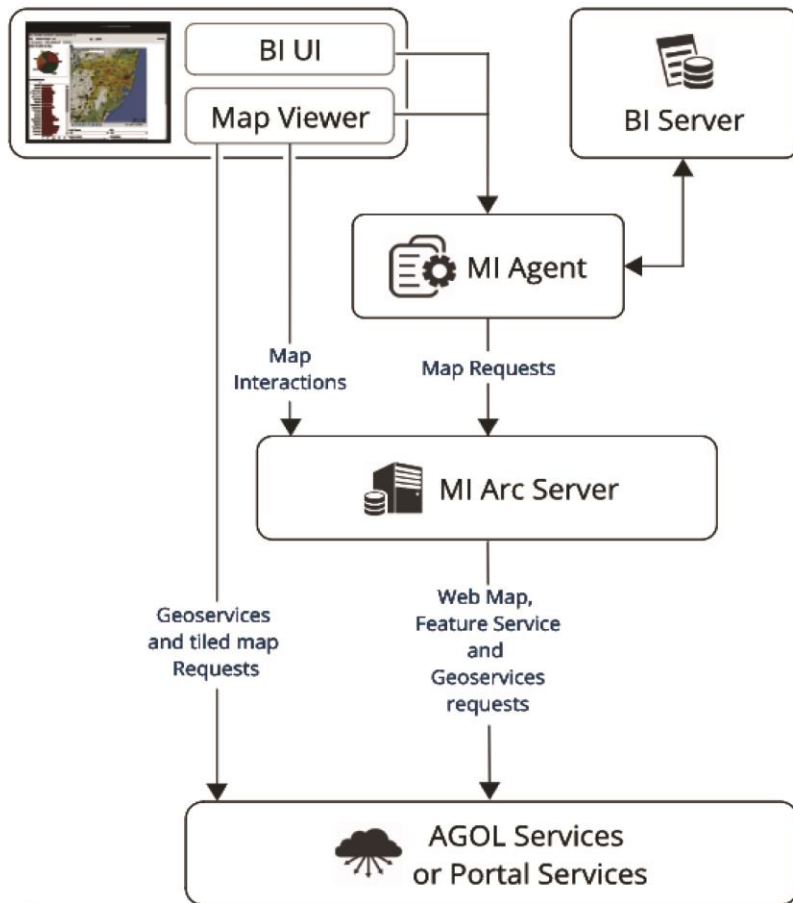 BI UI
Map Viewer
BI Server
MI Agent
Map
Interactions
Map Requests
MI Arc Server
Geoservices
and tiled map
Requests
Web Map,
Feature Service
and
Geoservices
requests
AGOL Services
or Portal Services